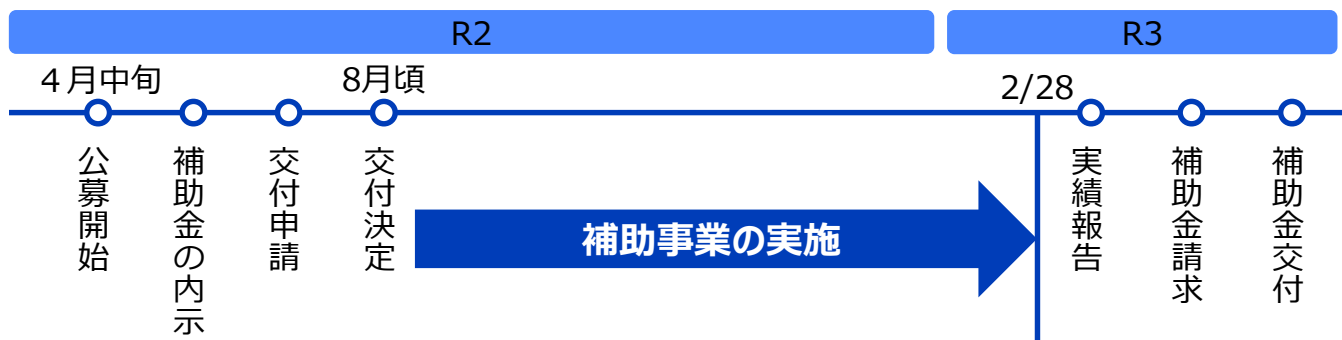 R2
R3
４月中旬
8月頃
2/28
公募開始
補助金の内示
交付申請
交付決定
補助事業の実施
実績報告
補助金請求
補助金交付